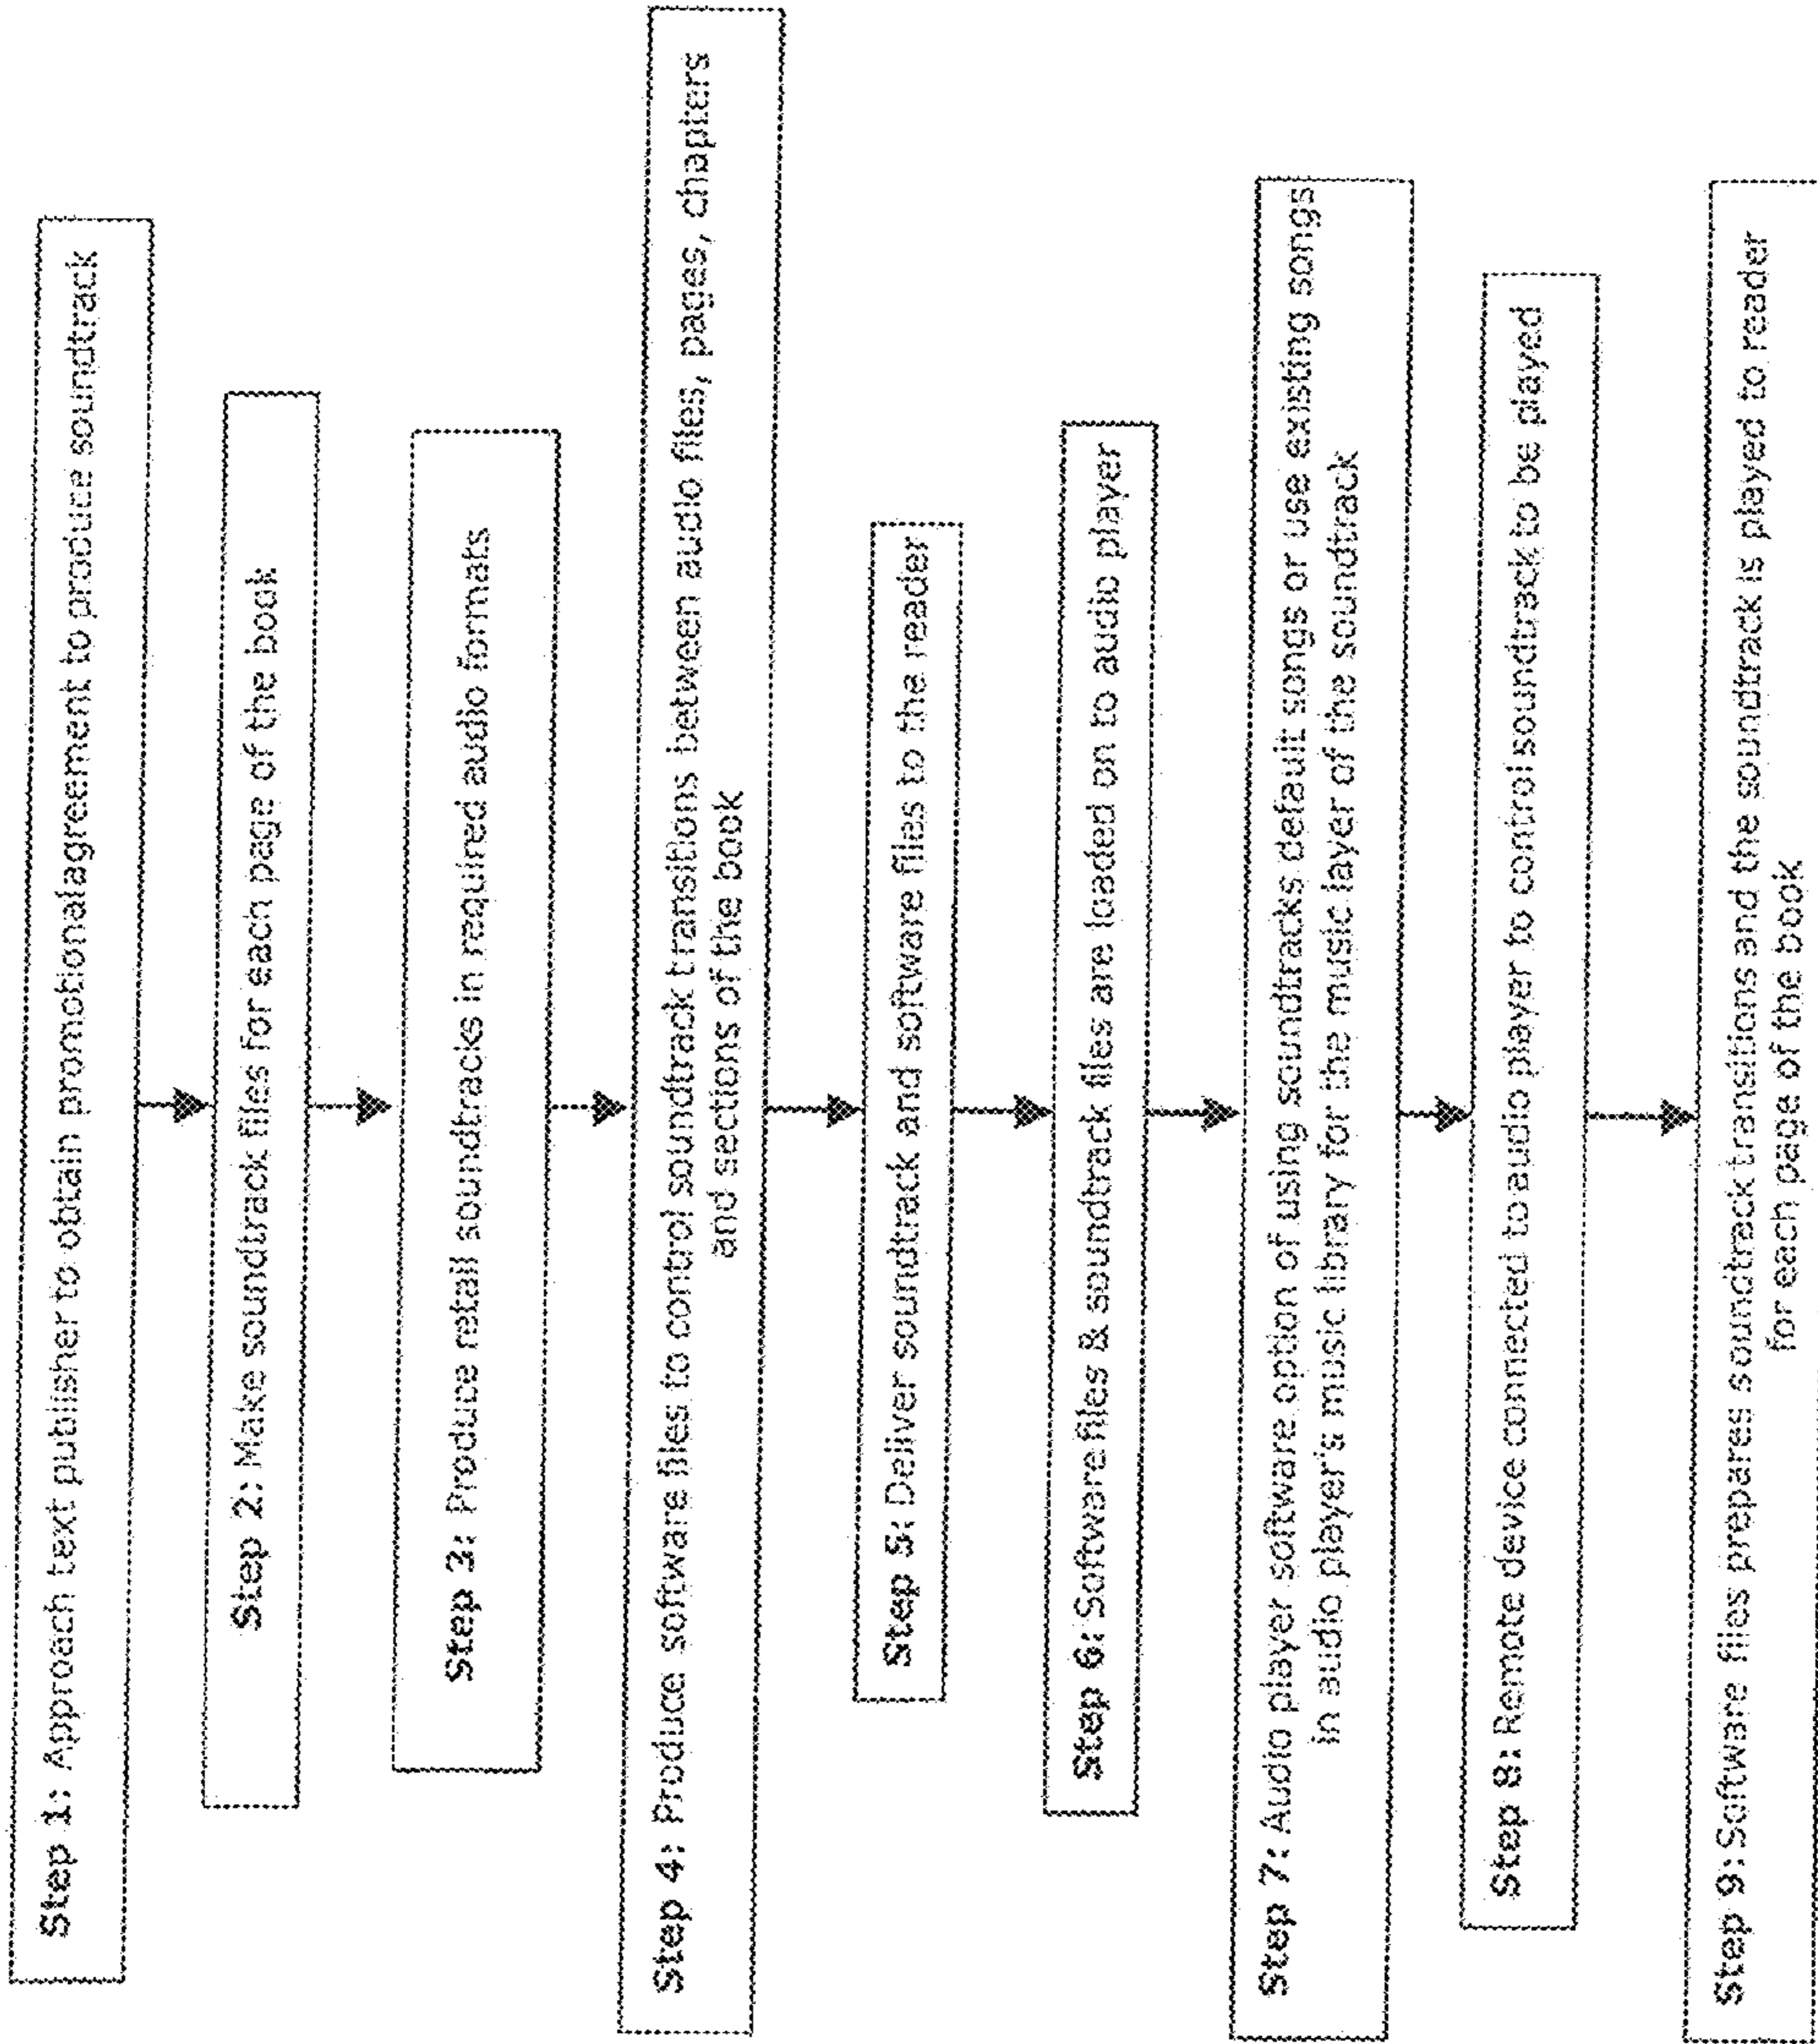 Step 1: Approach text publisher to obtain promotionalagreement to produce soundtrack
Step 2: Make soundtrack files for each page of the book
Step 3: Produce retail soundtracks in required audio formats
Step 4: Produce software files to control soundtrack transitions between audio files, pages, chapters
and sections of the book
Step 5: Deliver soundtrack and software files to the reader
Step 6: Software files & soundtrack files are loaded on to audio player
Step 7: Audio player software option of using soundtracks default songs or use existing songs
in audio player's music library for the music layer of the soundtrack
Step 8: Remote device connected to audio player to control soundtrack to be played
Step 9: Software files prepares soundtrack transitions and the soundtrack is played to reader
for each page of the book